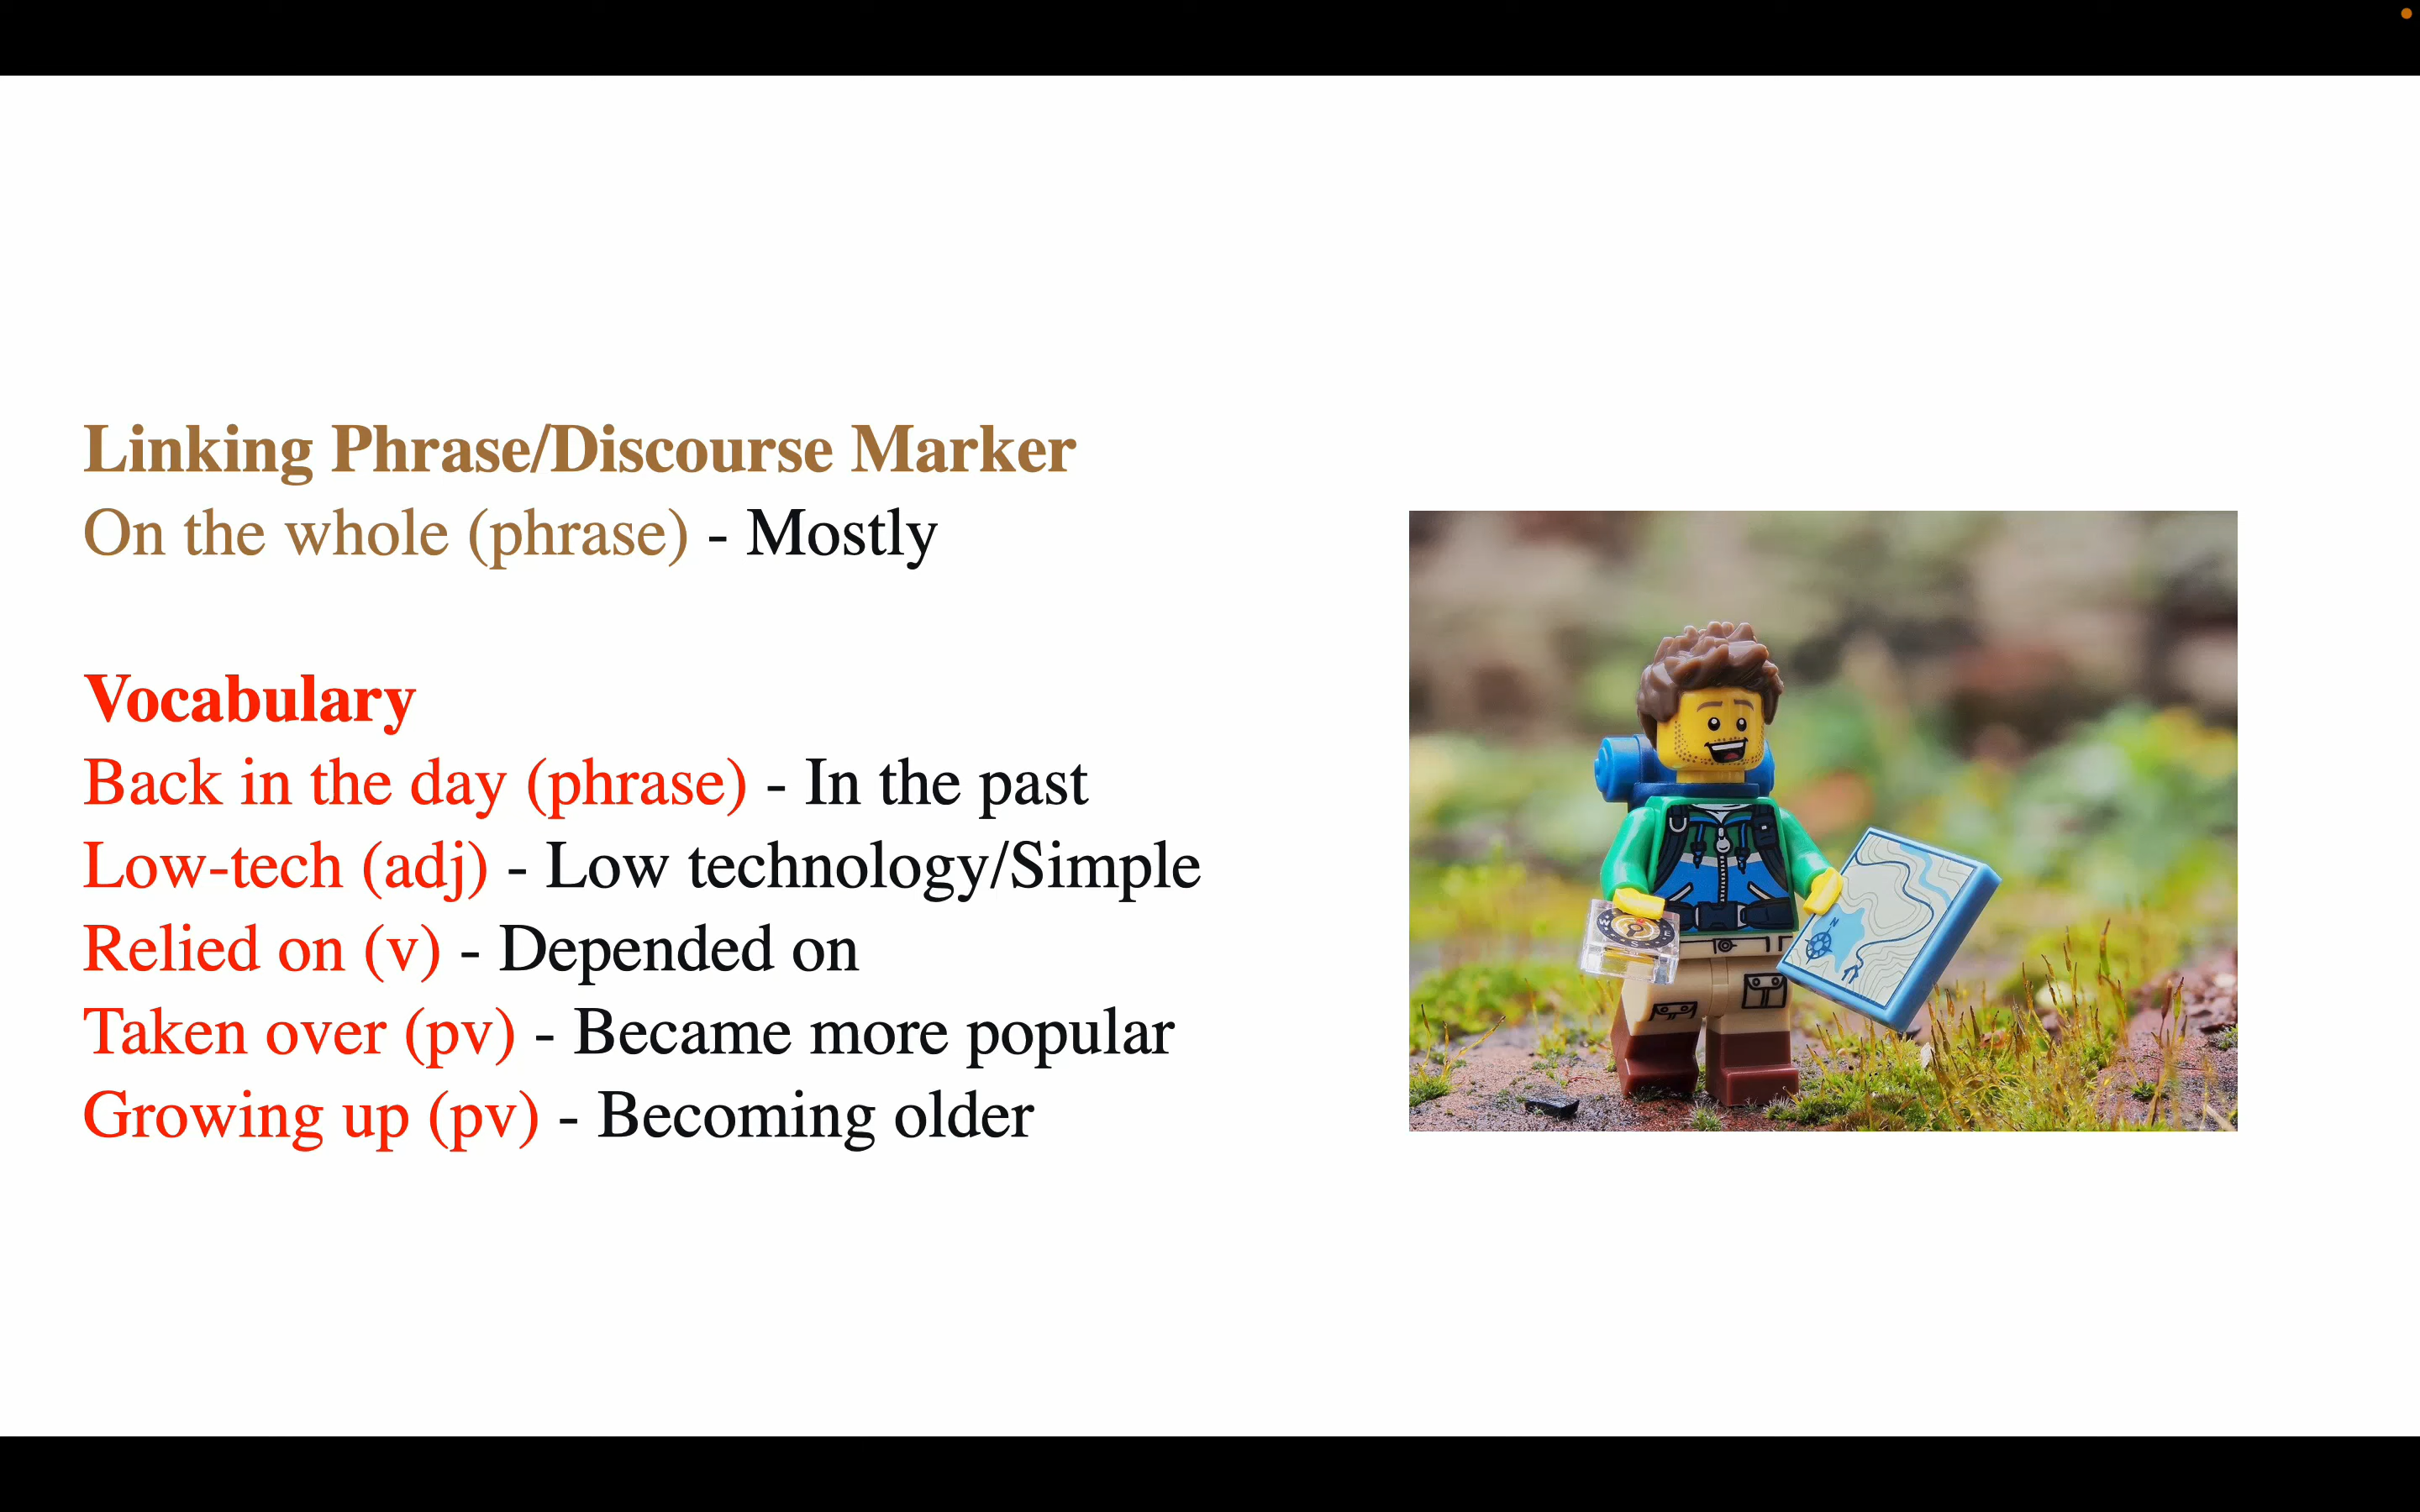 Linking Phrase/Discourse Marker
On the whole (phrase) - Mostly
Vocabulary
Back in the day (phrase) - In the past
Low-tech (adj) - Low technology/Simple
Relied on (v) - Depended on
Taken over (pv) - Became more popular
Growing up (pv) - Becoming older
W S E
N